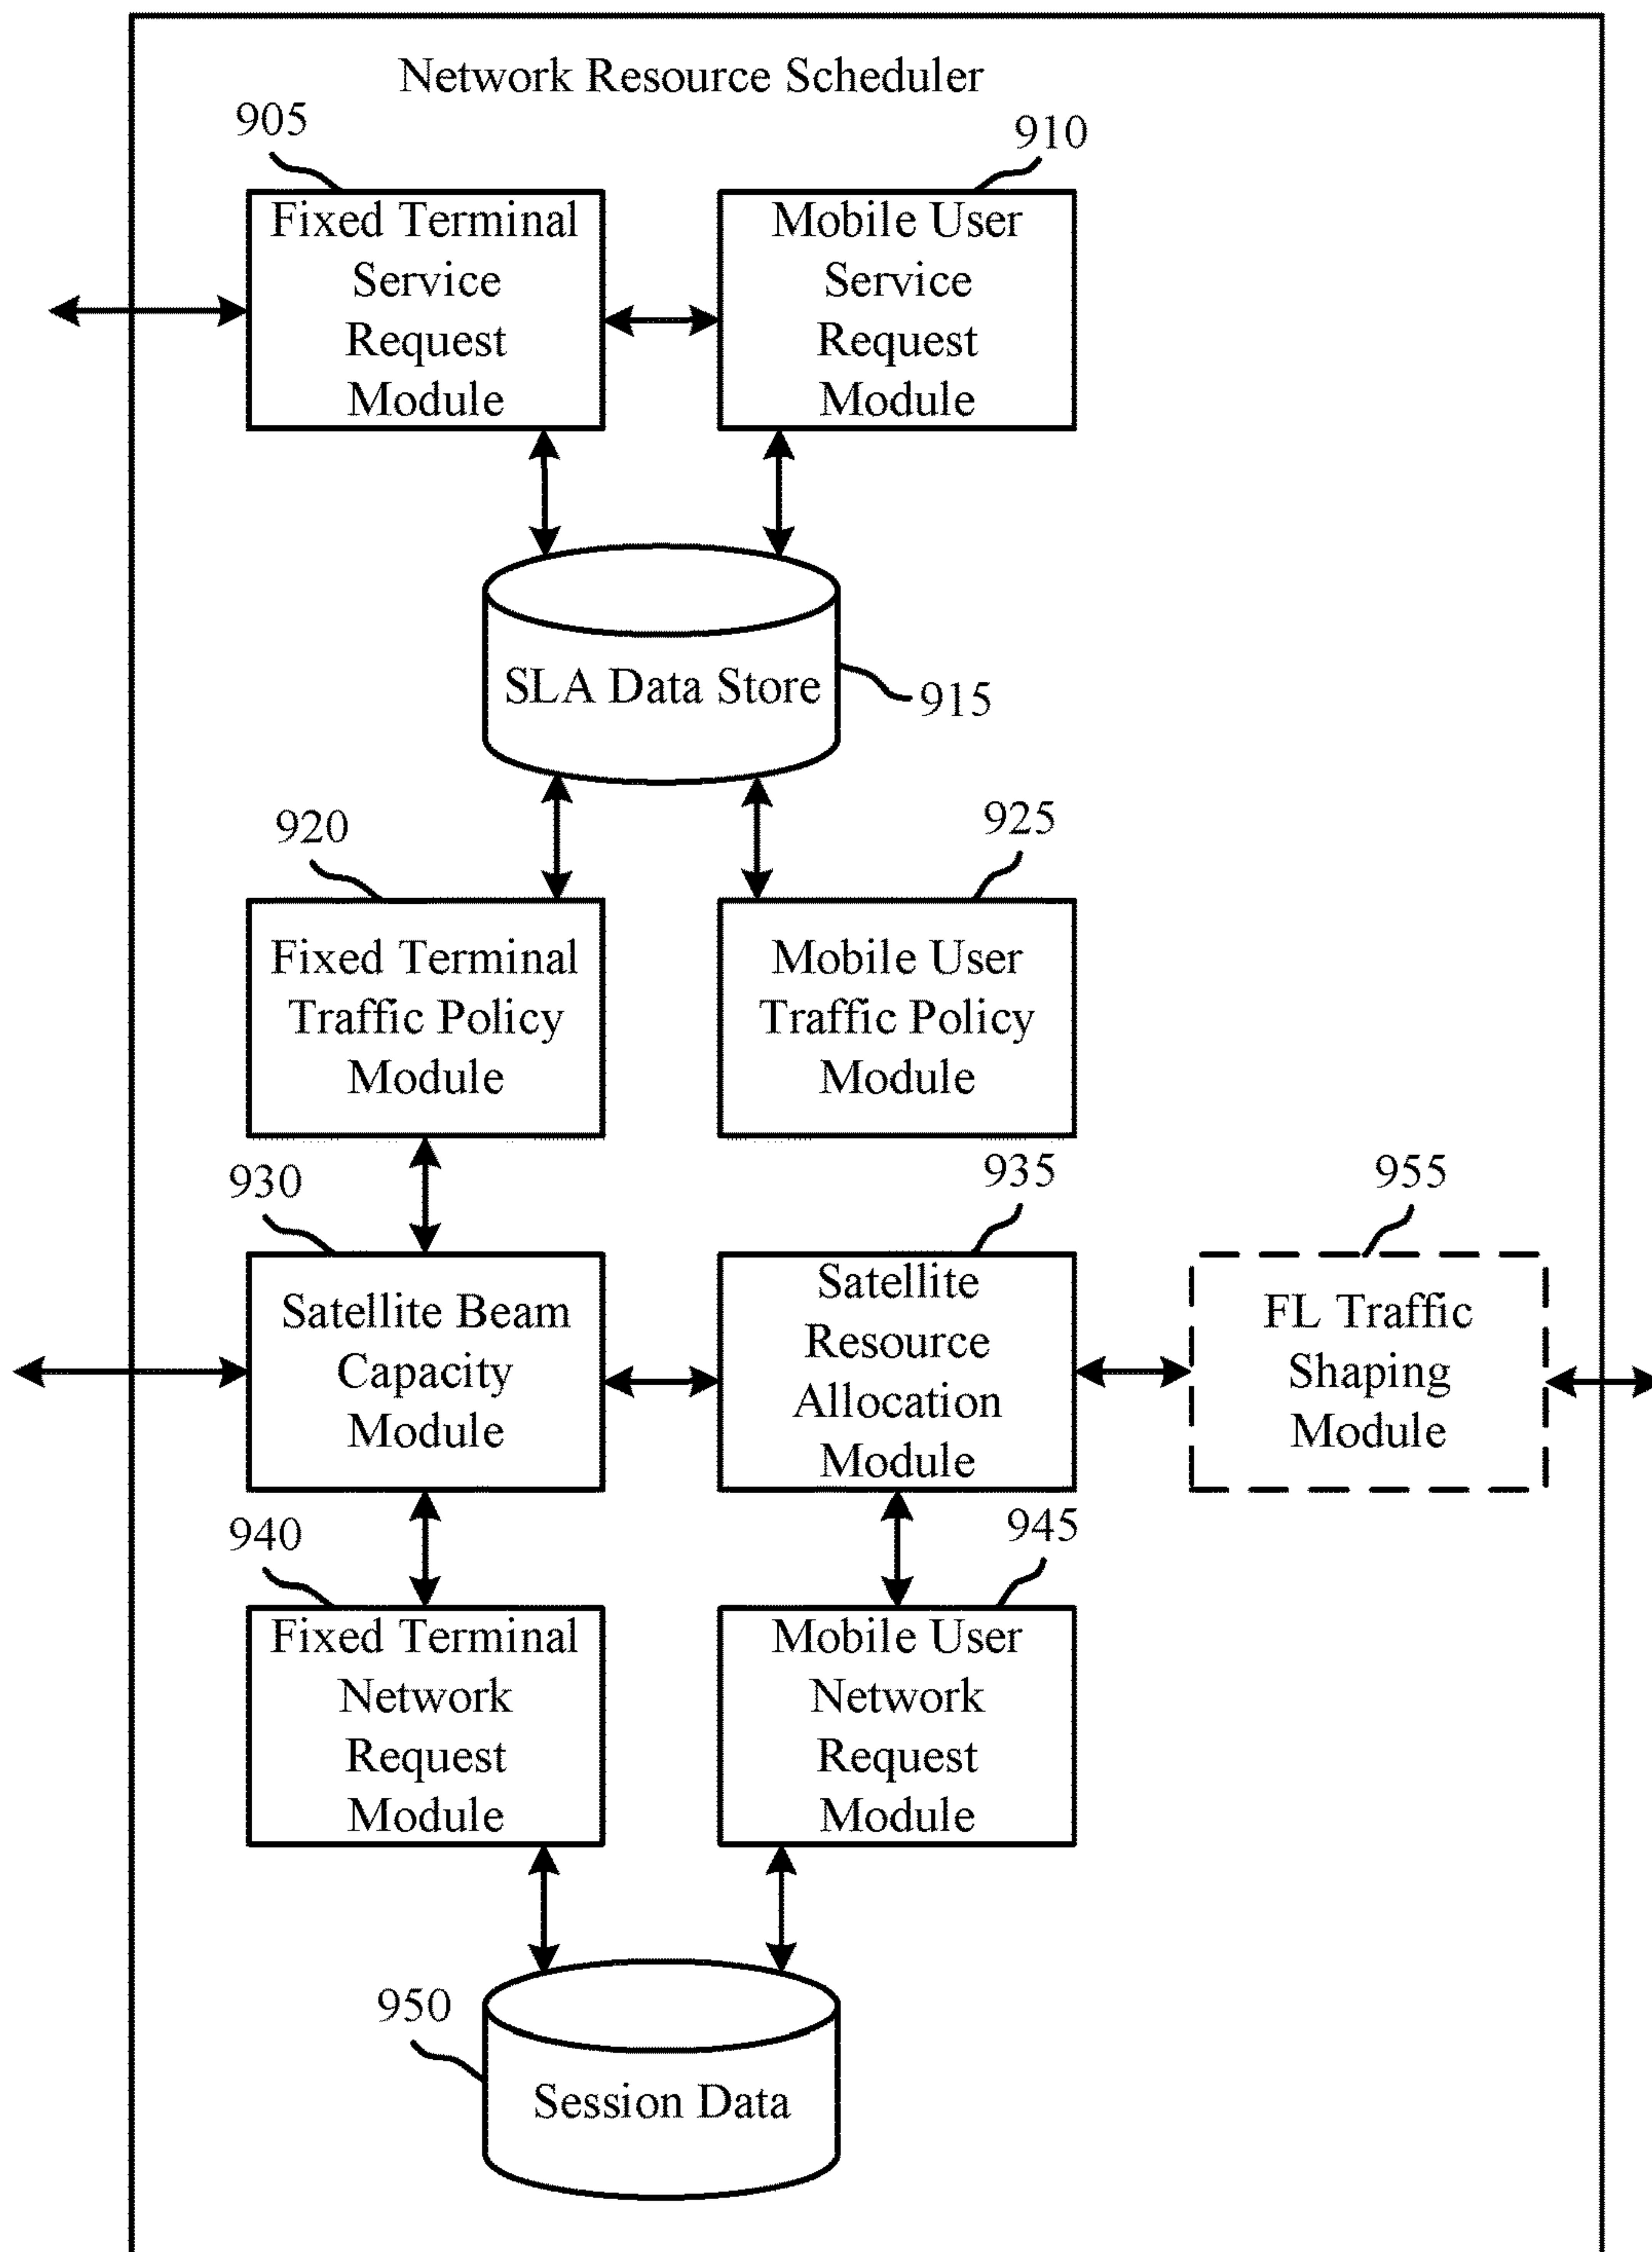 Network Resource Scheduler
905
910
Fixed Terminal
Service
Request
Module
Mobile User
Service
Request
Module
SLA Data Store
915
920
925
Fixed Terminal
Traffic Policy
Module
Mobile User
Traffic Policy
Module
930
935
955
Satellite Beam
Capacity
Module
Satellite
Resource
Allocation
Module
FL Traffic
Shaping
Module
940
945
Fixed Terminal
Network
Request
Module
Mobile User
Network
Request
Module
950
Session Data